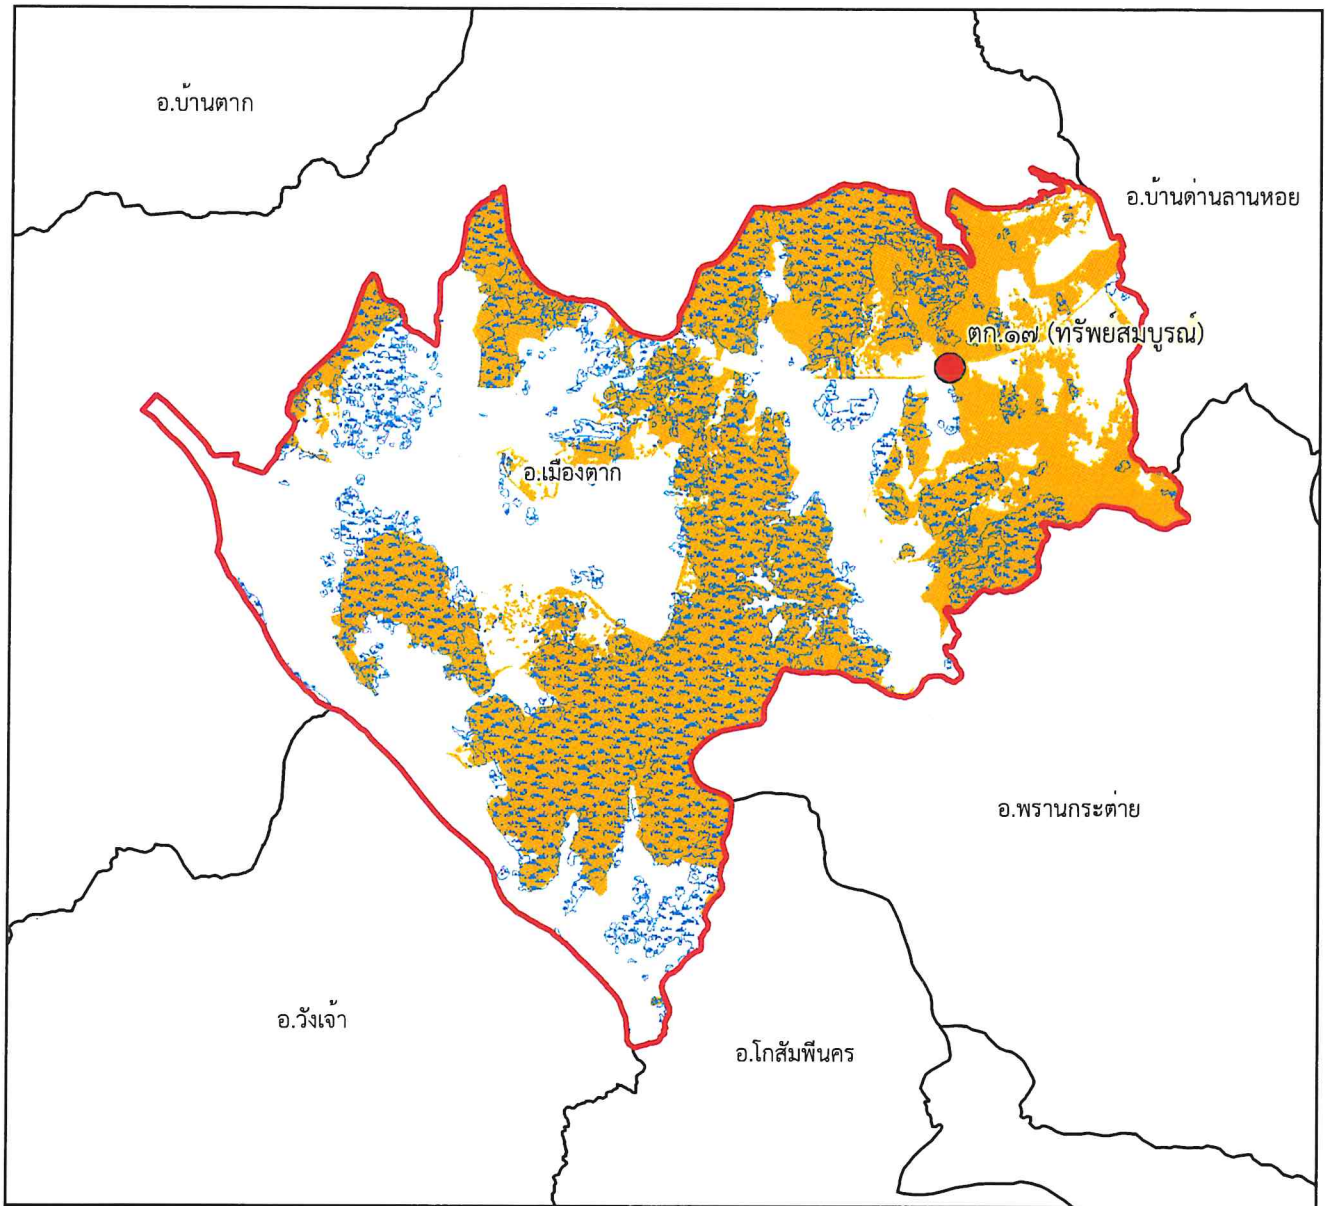 อ.บ้านตาก
อ.บ้านด่านลานหอย
ตก.๑๗ (ทรัพย์สมบูรณ์)
อ.เมืองตาก
อ.พรานกระต่าย
อ.วังเจ้า
อ.โกสัมพีนคร